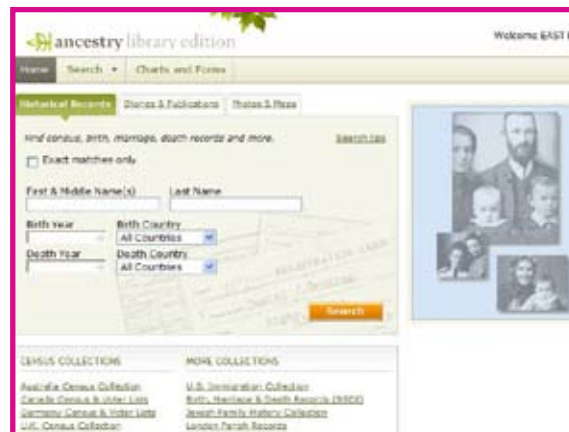 ancestry library edition
Welcome EAST
Home Search Charts and Forms
Historical Records Stories & Publications Photos & Maps
Find census, birth, marriage, death records and more. Search tips
Exact matches only
First & Middle Name(s) Last Name
Birth Year Birth Country
All Countries
Death Year Death Country
All Countries
REGISTRATION CARD
Search
CENSUS COLLECTIONS MORE COLLECTIONS
Australia Census Collection U.S. Immigration Collection
Canada Census & Voter Lists Birth, Marriage & Death Records (SSDI)
Germany Census & Voter Lists Jewish Family History Collection
U.K. Census Collection London Parish Records